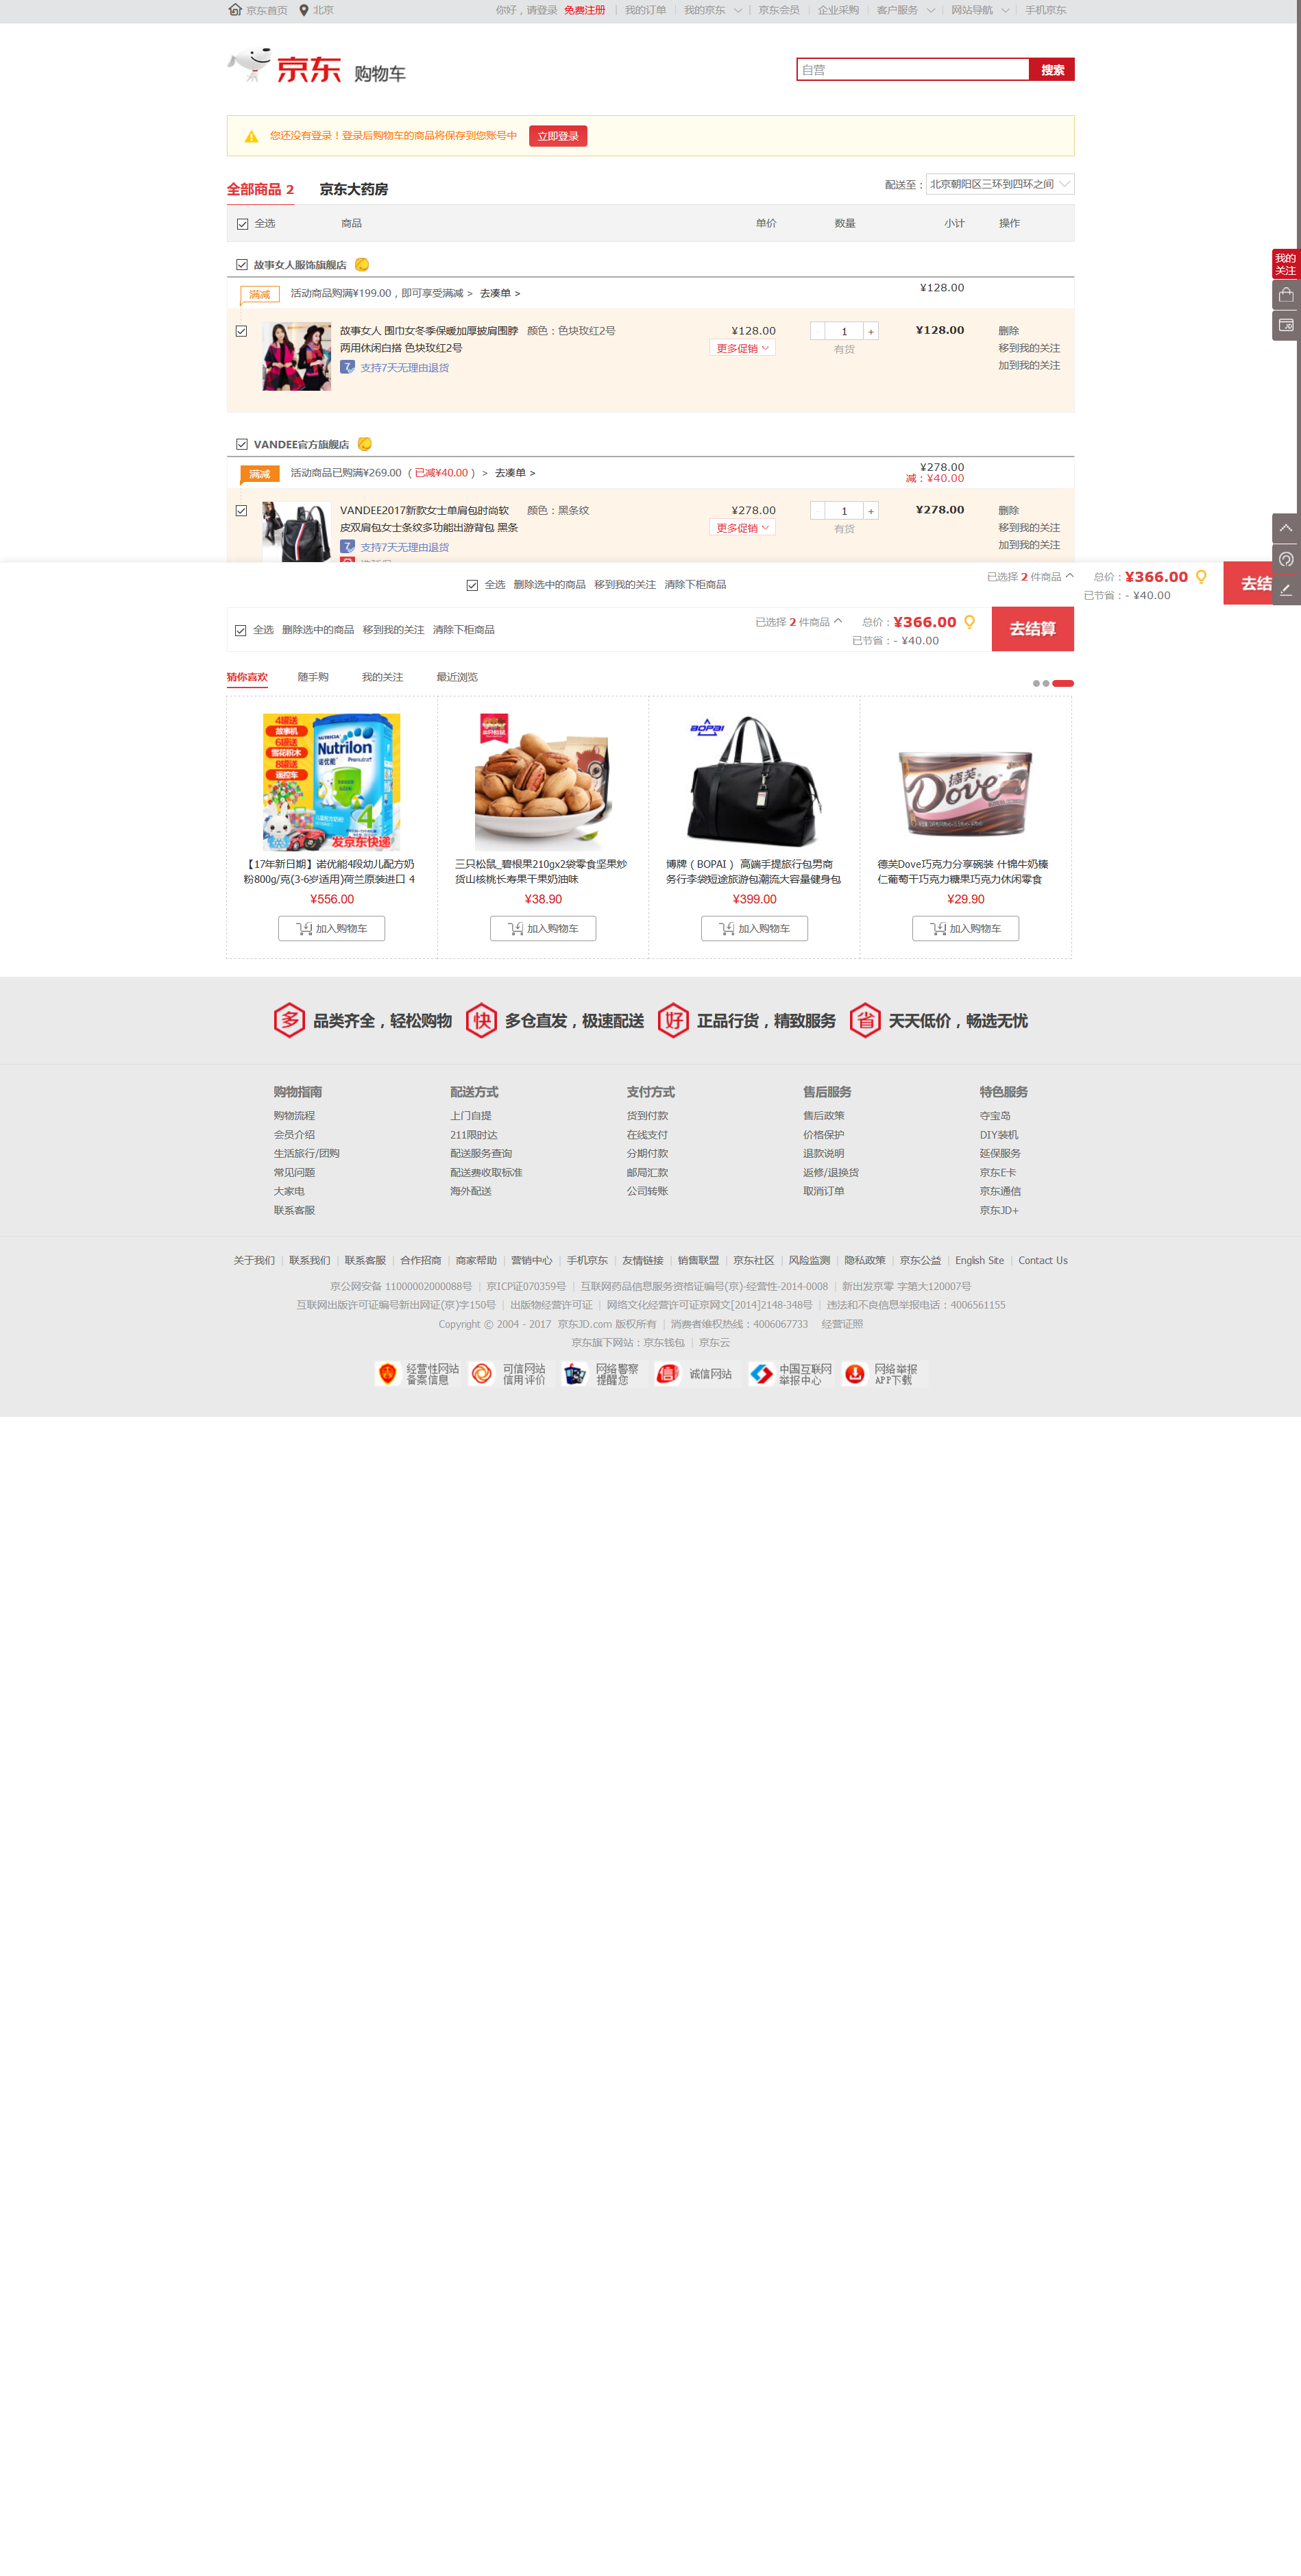 京东首页 北京 你好，请登录 免费注册 我的订单 我的京东 京东会员 企业采购 客户服务 网站导航 手机京东
京东 购物车
自营 搜索
您还没有登录！登录后购物车的商品将保存到您账号中 立即登录
全部商品 2 京东大药房 配送至：北京朝阳区三环到四环之间
全选 商品 单价 数量 小计 操作
我的
关注
故事女人服饰旗舰店
满减 活动商品购满¥199.00，即可享受满减 > 去凑单 > ¥128.00
故事女人 围巾女冬季保暖加厚披肩围脖 颜色：色块玫红2号 ¥128.00 - 1 + ¥128.00 删除
两用休闲白搭 色块玫红2号 更多促销 有货 移到我的关注
支持7天无理由退货 加到我的关注
VANDEE官方旗舰店
满减 活动商品已购满¥269.00 （已减¥40.00） > 去凑单 > ¥278.00
减：¥40.00
VANDEE2017新款女士单肩包时尚软 颜色：黑条纹 ¥278.00 - 1 + ¥278.00 删除
皮双肩包女士条纹多功能出游背包 黑条 更多促销 有货 移到我的关注
支持7天无理由退货 加到我的关注
全选 删除选中的商品 移到我的关注 清除下柜商品 已选择 2 件商品 总价：¥366.00 去结
已节省：- ¥40.00
全选 删除选中的商品 移到我的关注 清除下柜商品 已选择 2 件商品 总价：¥366.00 去结算
已节省：- ¥40.00
猜你喜欢 随手购 我的关注 最近浏览
4罐送
故事机
6罐送
雪花积木
8罐送
遥控车
NUTRICIA
Nutrilon
诺优能
4
发京东快递
BOPAI
德芙
Dove
【17年新日期】诺优能4段幼儿配方奶 三只松鼠_碧根果210gx2袋零食坚果炒 博牌（BOPAI） 高端手提旅行包男商 德芙Dove巧克力分享碗装 什锦牛奶榛
粉800g/克(3-6岁适用)荷兰原装进口 4 货山核桃长寿果干果奶油味 务行李袋短途旅游包潮流大容量健身包 仁葡萄干巧克力糖果巧克力休闲零食
¥556.00 ¥38.90 ¥399.00 ¥29.90
加入购物车 加入购物车 加入购物车 加入购物车
多 品类齐全，轻松购物 快 多仓直发，极速配送 好 正品行货，精致服务 省 天天低价，畅选无忧
购物指南 配送方式 支付方式 售后服务 特色服务
购物流程 上门自提 货到付款 售后政策 夺宝岛
会员介绍 211限时达 在线支付 价格保护 DIY装机
生活旅行/团购 配送服务查询 分期付款 退款说明 延保服务
常见问题 配送费收取标准 邮局汇款 返修/退换货 京东E卡
大家电 海外配送 公司转账 取消订单 京东通信
联系客服 京东JD+
关于我们 | 联系我们 | 联系客服 | 合作招商 | 商家帮助 | 营销中心 | 手机京东 | 友情链接 | 销售联盟 | 京东社区 | 风险监测 | 隐私政策 | 京东公益 | English Site | Contact Us
京公网安备 11000002000088号 | 京ICP证070359号 | 互联网药品信息服务资格证编号(京)-经营性-2014-0008 | 新出发京零 字第大120007号
互联网出版许可证编号新出网证(京)字150号 | 出版物经营许可证 | 网络文化经营许可证京网文[2014]2148-348号 | 违法和不良信息举报电话：4006561155
Copyright © 2004 - 2017 京东JD.com 版权所有 | 消费者维权热线：4006067733 经营证照
京东旗下网站：京东钱包 | 京东云
经营性网站 可信网站 网络警察 诚信网站 中国互联网 网络举报
备案信息 信用评价 提醒您 举报中心 APP下载